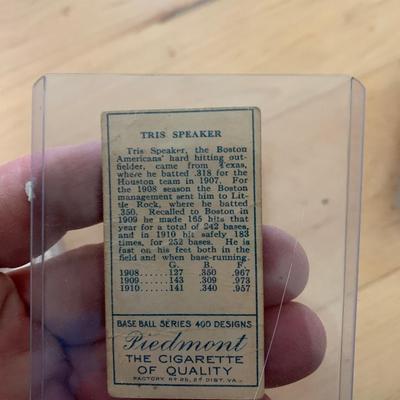 TRIS SPEAKER
Tris Speaker, the Boston
Americans' hard hitting out-
fielder, came from Texas,
where he batted .318 for the
Houston team in 1907. For
the 1908 season the Boston
management sent him to Lit-
tle Rock, where he batted
.350. Recalled to Boston in
1909 he made 165 hits that
year for a total of 242 bases,
and in 1910 hit safely 183
times, for 252 bases. He is
fast on his feet both in the
field and when base-running.
G. B. F.
1908......127 .350 .967
1909......143 .309 .973
1910......141 .340 .957
BASE BALL SERIES 400 DESIGNS
Piedmont
THE CIGARETTE
OF QUALITY
FACTORY No 25, 2d DIST. VA.